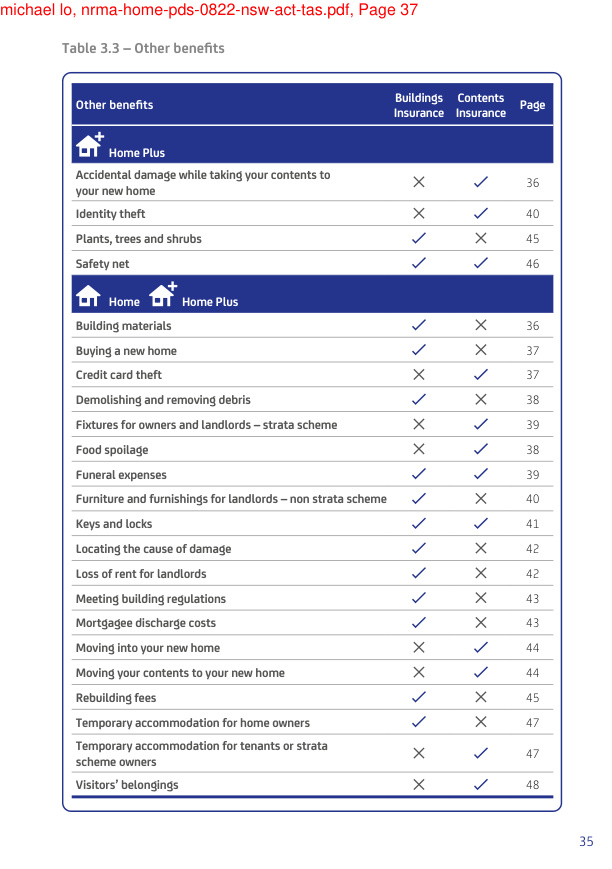 michael lo, nrma-home-pds-0822-nsw-act-tas.pdf, Page 37
Table 3.3 – Other benefits
Other benefits Buildings Insurance Contents Insurance Page
Home Plus
Accidental damage while taking your contents to
your new home ✗ ✓ 36
Identity theft ✗ ✓ 40
Plants, trees and shrubs ✓ ✗ 45
Safety net ✓ ✓ 46
Home Home Plus
Building materials ✓ ✗ 36
Buying a new home ✓ ✗ 37
Credit card theft ✗ ✓ 37
Demolishing and removing debris ✓ ✗ 38
Fixtures for owners and landlords – strata scheme ✗ ✓ 39
Food spoilage ✗ ✓ 38
Funeral expenses ✓ ✓ 39
Furniture and furnishings for landlords – non strata scheme ✓ ✗ 40
Keys and locks ✓ ✓ 41
Locating the cause of damage ✓ ✗ 42
Loss of rent for landlords ✓ ✗ 42
Meeting building regulations ✓ ✗ 43
Mortgagee discharge costs ✓ ✗ 43
Moving into your new home ✗ ✓ 44
Moving your contents to your new home ✗ ✓ 44
Rebuilding fees ✓ ✗ 45
Temporary accommodation for home owners ✓ ✗ 47
Temporary accommodation for tenants or strata
scheme owners ✗ ✓ 47
Visitors' belongings ✗ ✓ 48
35